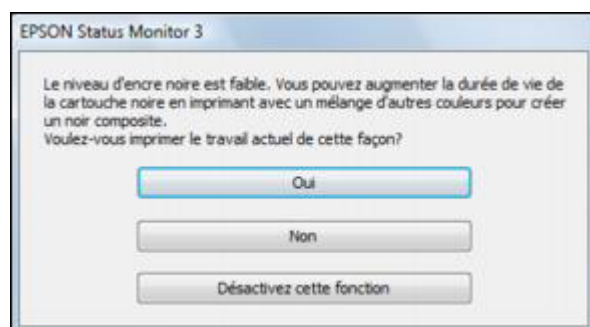 EPSON Status Monitor 3
Le niveau d'encre noire est faible. Vous pouvez augmenter la durée de vie de
la cartouche noire en imprimant avec un mélange d'autres couleurs pour créer
un noir composite.
Voulez-vous imprimer le travail actuel de cette façon?
Oui
Non
Désactivez cette fonction